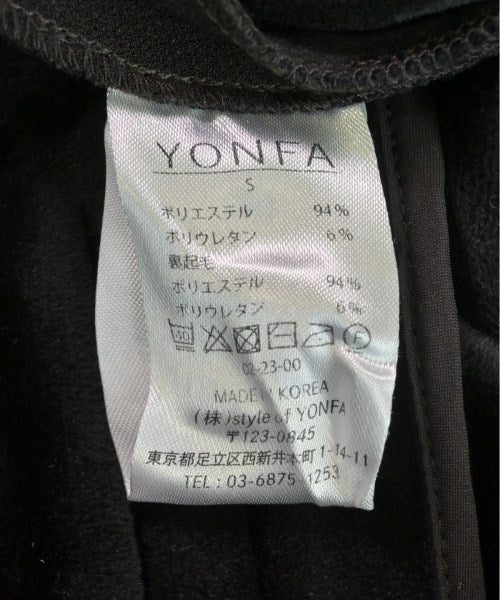 YONFA
S
ポリエステル 94%
ポリウレタン 6%
裏起毛
ポリエステル 94%
ポリウレタン 6%
02-23-00
MADE IN KOREA
(株)style of YONFA
〒123-0845
東京都足立区西新井本町1-14-11
TEL : 03-6875-1253